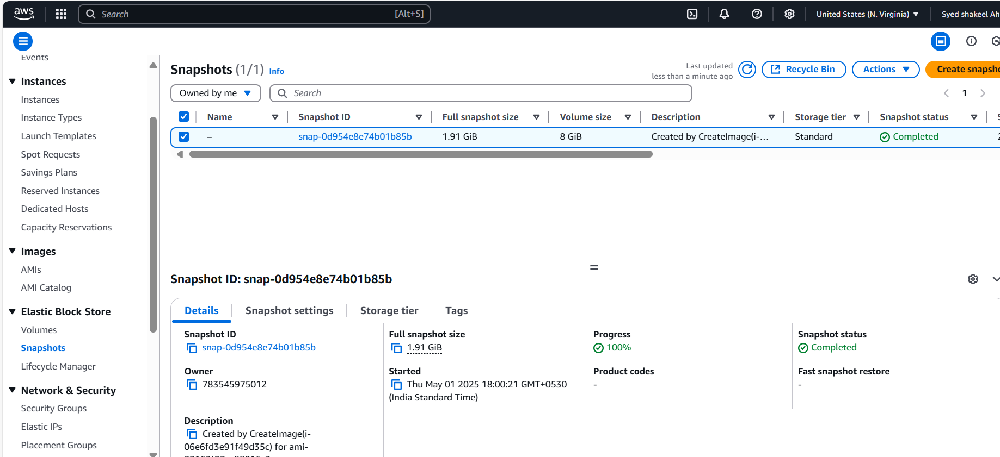 aws
Search [Alt+S]
United States (N. Virginia)
Syed shakeel Ah
Events
Instances
Instances
Instance Types
Launch Templates
Spot Requests
Savings Plans
Reserved Instances
Dedicated Hosts
Capacity Reservations
Images
AMIs
AMI Catalog
Elastic Block Store
Volumes
Snapshots
Lifecycle Manager
Network & Security
Security Groups
Elastic IPs
Placement Groups
Snapshots (1/1) Info
Last updated
less than a minute ago
Recycle Bin
Actions
Create snapsho
Owned by me
Search
1
Name Snapshot ID Full snapshot size Volume size Description Storage tier Snapshot status
– snap-0d954e8e74b01b85b 1.91 GiB 8 GiB Created by CreateImage(i-... Standard Completed
Snapshot ID: snap-0d954e8e74b01b85b
Details Snapshot settings Storage tier Tags
Snapshot ID
snap-0d954e8e74b01b85b
Full snapshot size
1.91 GiB
Progress
100%
Snapshot status
Completed
Owner
783545975012
Started
Thu May 01 2025 18:00:21 GMT+0530
(India Standard Time)
Product codes
-
Fast snapshot restore
-
Description
Created by CreateImage(i-
06e6fd3e91f49d35c) for ami-